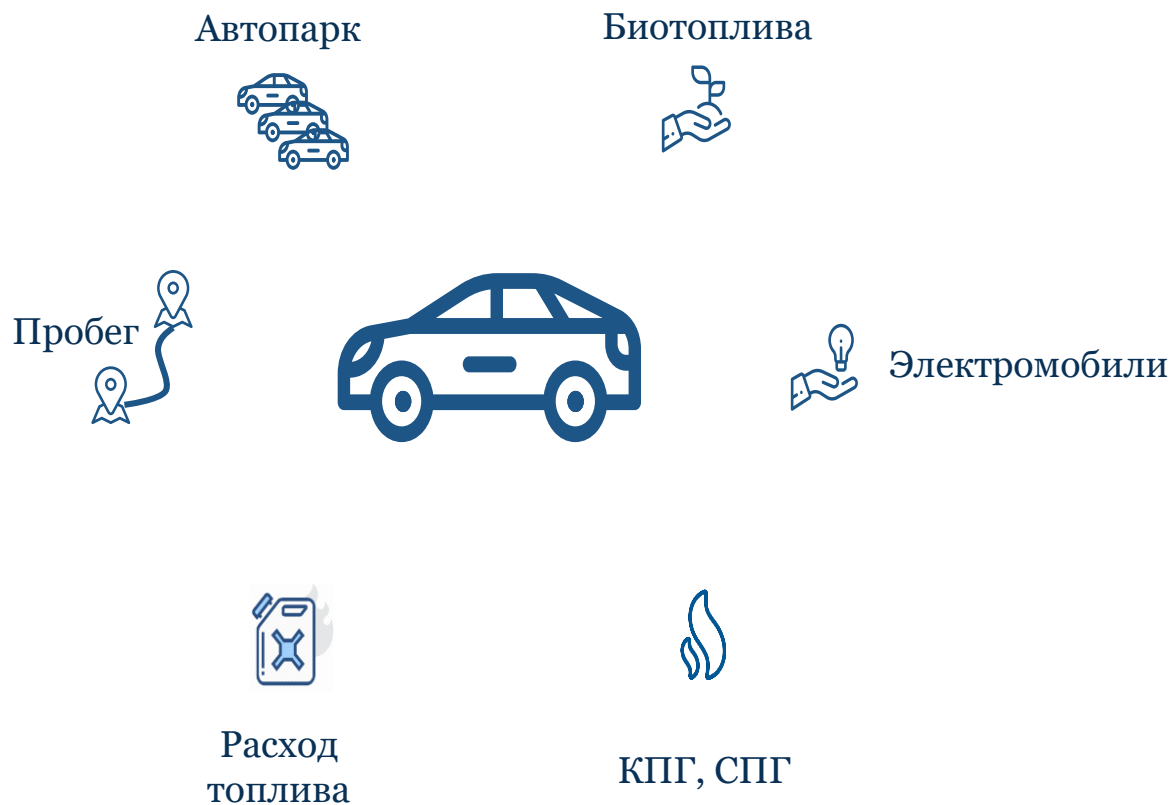 Автопарк
Биотоплива
Пробег
Электромобили
Расход
топлива
КПГ, СПГ